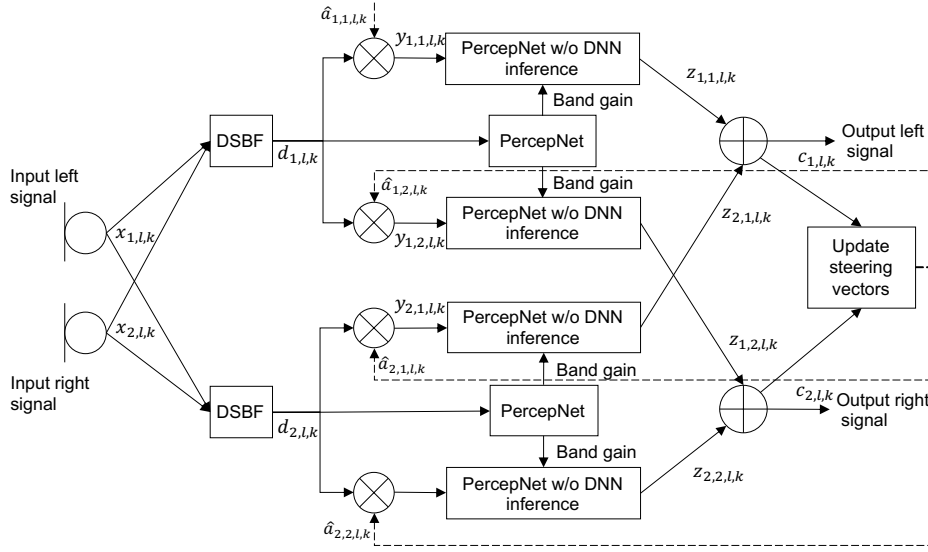 â₁,₁,l,k
y₁,₁,l,k
PercepNet w/o DNN
inference
z₁,₁,l,k
Band gain
DSBF
d₁,l,k
PercepNet
Output left
signal
c₁,l,k
Input left
signal
Band gain
â₁,₂,l,k
z₂,₁,l,k
x₁,l,k
y₁,₂,l,k
PercepNet w/o DNN
inference
Update
steering
vectors
x₂,l,k
y₂,₁,l,k
PercepNet w/o DNN
inference
z₁,₂,l,k
Input right
signal
â₂,₁,l,k
Band gain
DSBF
d₂,l,k
PercepNet
c₂,l,k
Output right
signal
Band gain
PercepNet w/o DNN
inference
z₂,₂,l,k
â₂,₂,l,k